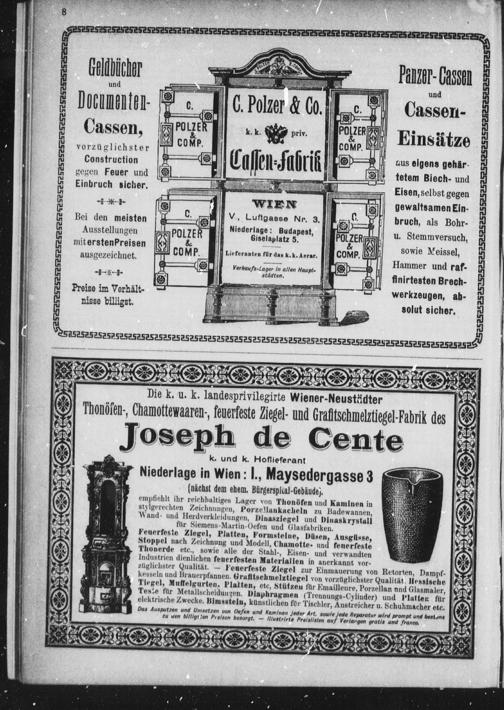 8
Geldbücher
und
Documenten-
Cassen,
vorzüglichster
Construction
gegen Feuer und
Einbruch sicher.
Bei den meisten
Ausstellungen
mit ersten Preisen
ausgezeichnet.
Preise im Verhält-
nisse billigst.
C.
POLZER
&
COMP.
C.
POLZER
&
COMP.
C. Polzer & Co.
k. k. priv.
Cassen-Fabrik
WIEN
V., Luftgasse Nr. 3.
Niederlage: Budapest,
Giselaplatz 5.
Lieferanten für das k. k. Aerar.
Verkaufs-Lager in allen Haupt-
städten.
C.
POLZER
&
COMP.
C.
POLZER
&
COMP.
Panzer-Cassen
und
Cassen-
Einsätze
aus eigens gehär-
tetem Blech- und
Eisen, selbst gegen
gewaltsamen Ein-
bruch, als Bohr-
u. Stemmversuch,
sowie Meissel,
Hammer und raf-
finirtesten Brech-
werkzeugen, ab-
solut sicher.
Die k. u. k. landesprivilegirte Wiener-Neustädter
Thonöfen-, Chamottewaaren-, feuerfeste Ziegel- und Grafitschmelztiegel-Fabrik des
Joseph de Cente
k. und k. Hoflieferant
Niederlage in Wien: I., Maysedergasse 3
(nächst dem ehem. Bürgerspital-Gebäude),
empfiehlt ihr reichhaltiges Lager von Thonöfen und Kaminen in
stylgerechten Zeichnungen, Porzellankacheln zu Badewannen,
Wand- und Herdverkleidungen, Dinasziegel und Dinaskrystall
für Siemens-Martin-Oefen und Glasfabriken.
Feuerfeste Ziegel, Platten, Formsteine, Düsen, Ausgüsse,
Stoppel nach Zeichnung und Modell, Chamotte- und feuerfeste
Thonerde etc., sowie alle der Stahl-, Eisen- und verwandten
Industrien dienlichen feuerfesten Materialien in anerkannt vor-
züglichster Qualität. — Feuerfeste Ziegel zur Einmauerung von Retorten, Dampf-
kesseln und Brauerpfannen. Grafitschmelztiegel von vorzüglichster Qualität. Hessische
Tiegel, Muffelgurten, Platten, etc, Stützen für Emailleure, Porzellan und Glasmaler,
Teste für Metallscheidungen. Diaphragmen (Trennungs-Cylinder) und Platten für
elektrische Zwecke. Bimsstein, künstlichen für Tischler, Anstreicher u. Schuhmacher etc.
Das Ausputzen und Umsetzen von Oefen und Kaminen jeder Art, sowie jede Reparatur wird prompt und bestens
zu den billigsten Preisen besorgt. — Illustrirte Preislisten auf Verlangen gratis und franco.